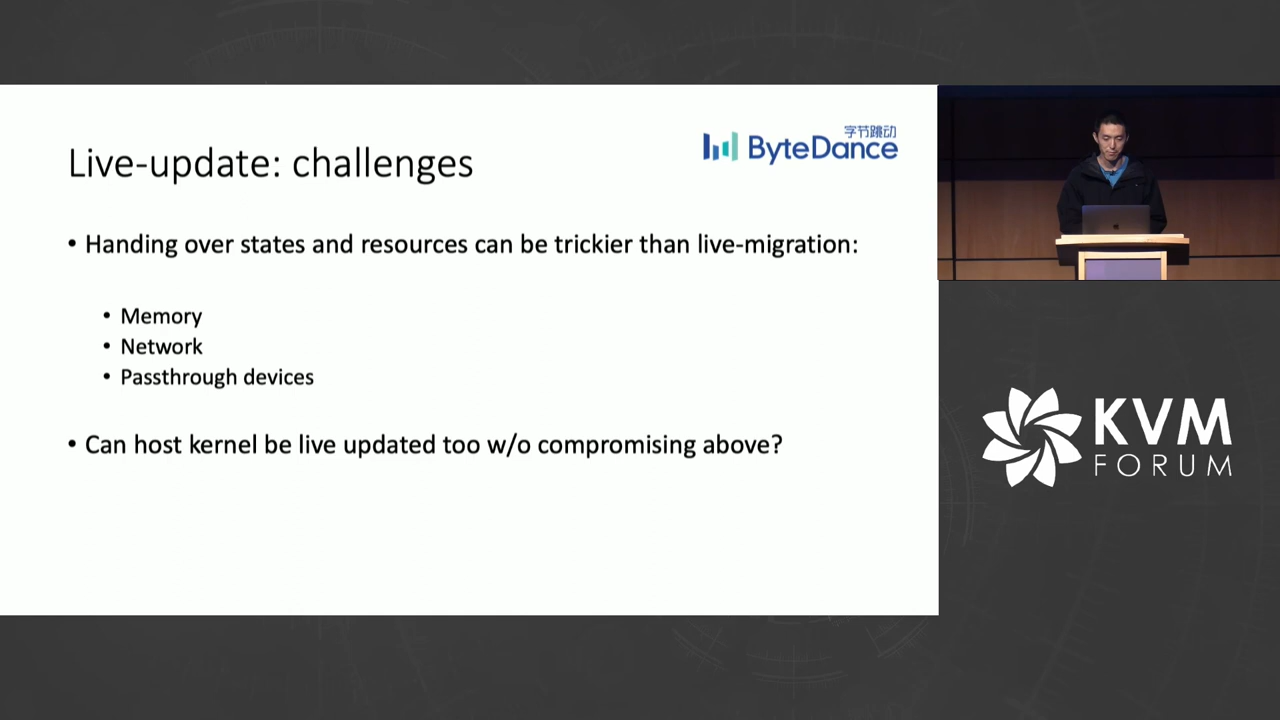 Live-update: challenges
字节跳动
ByteDance
• Handing over states and resources can be trickier than live-migration:
• Memory
• Network
• Passthrough devices
• Can host kernel be live updated too w/o compromising above?
KVM
FORUM